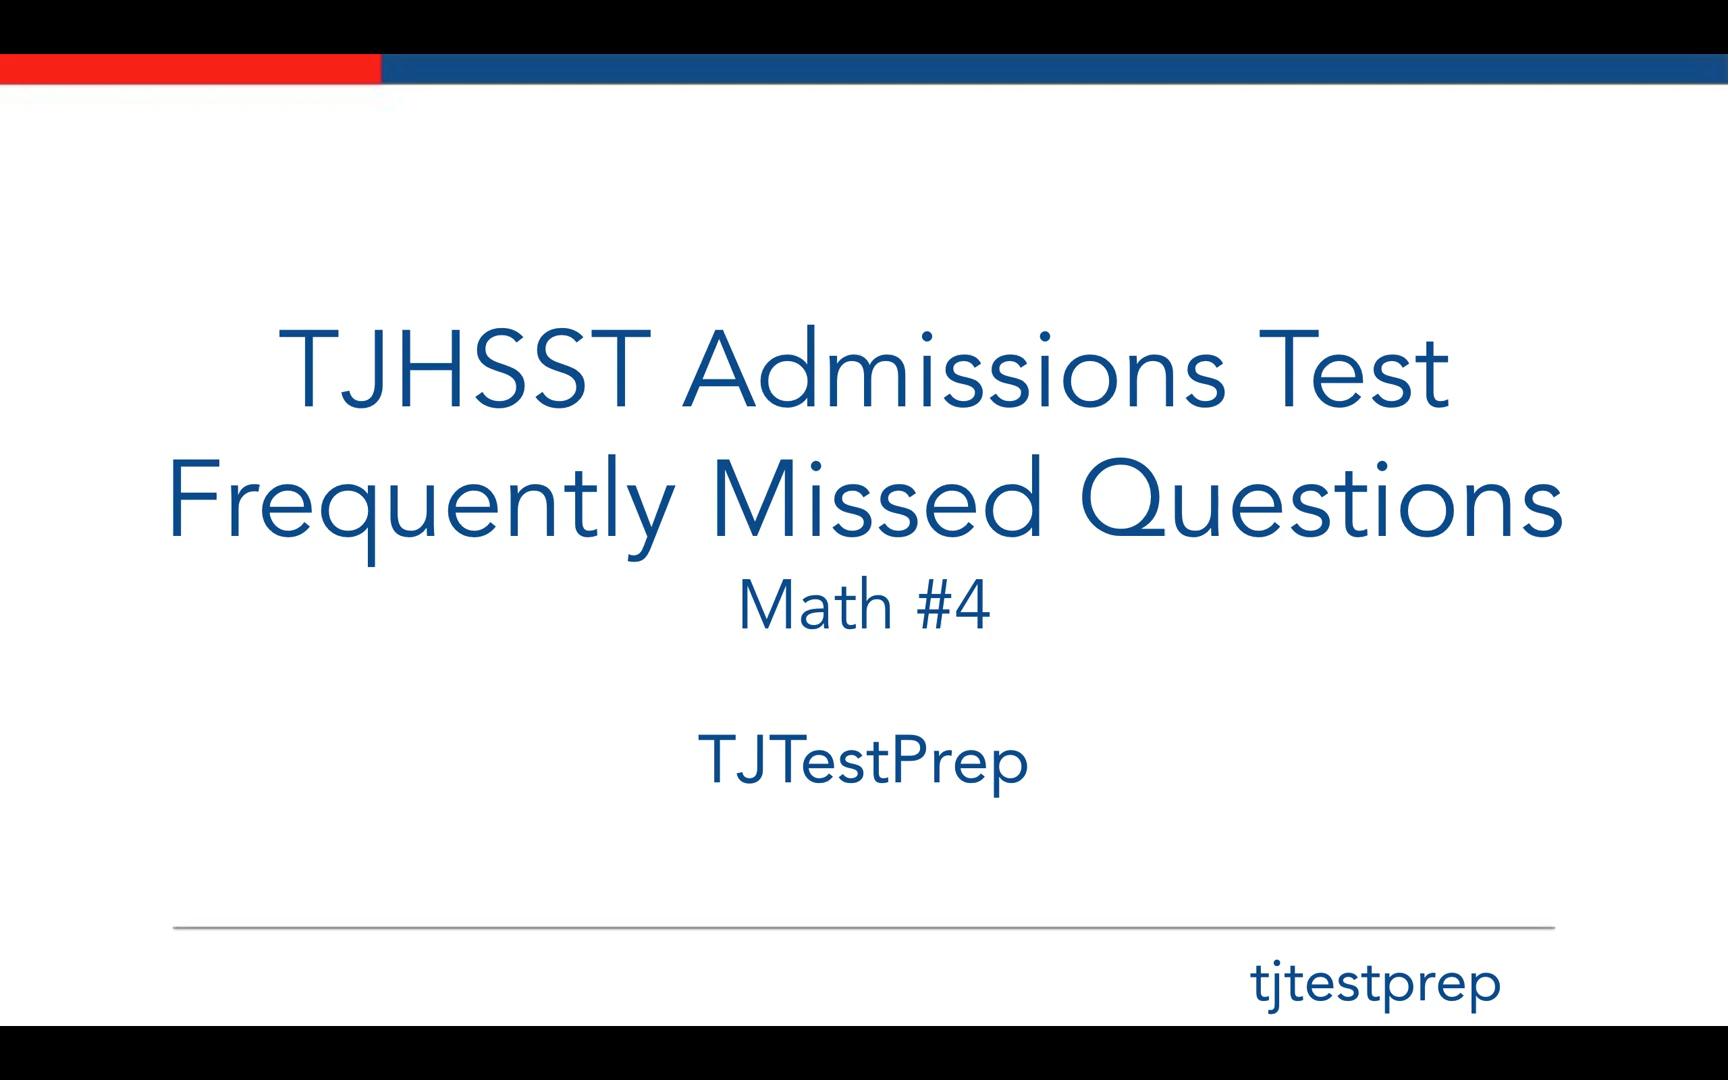 TJHSST Admissions Test
Frequently Missed Questions
Math #4
TJTestPrep
tjtestprep